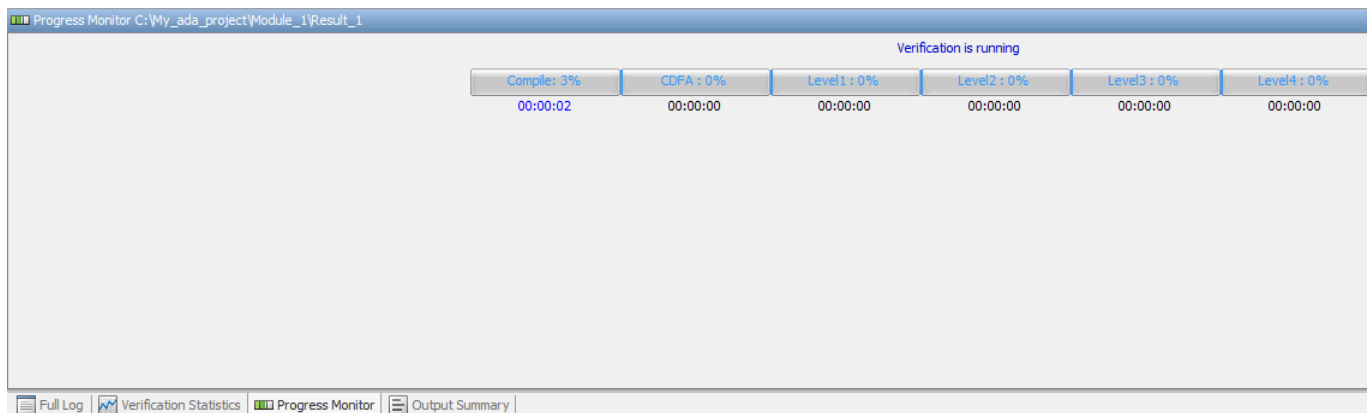 Progress Monitor C:\My_ada_project\Module_1\Result_1
Verification is running
Compile: 3% CDFA : 0% Level1 : 0% Level2 : 0% Level3 : 0% Level4 : 0%
00:00:02 00:00:00 00:00:00 00:00:00 00:00:00 00:00:00
Full Log Verification Statistics Progress Monitor Output Summary